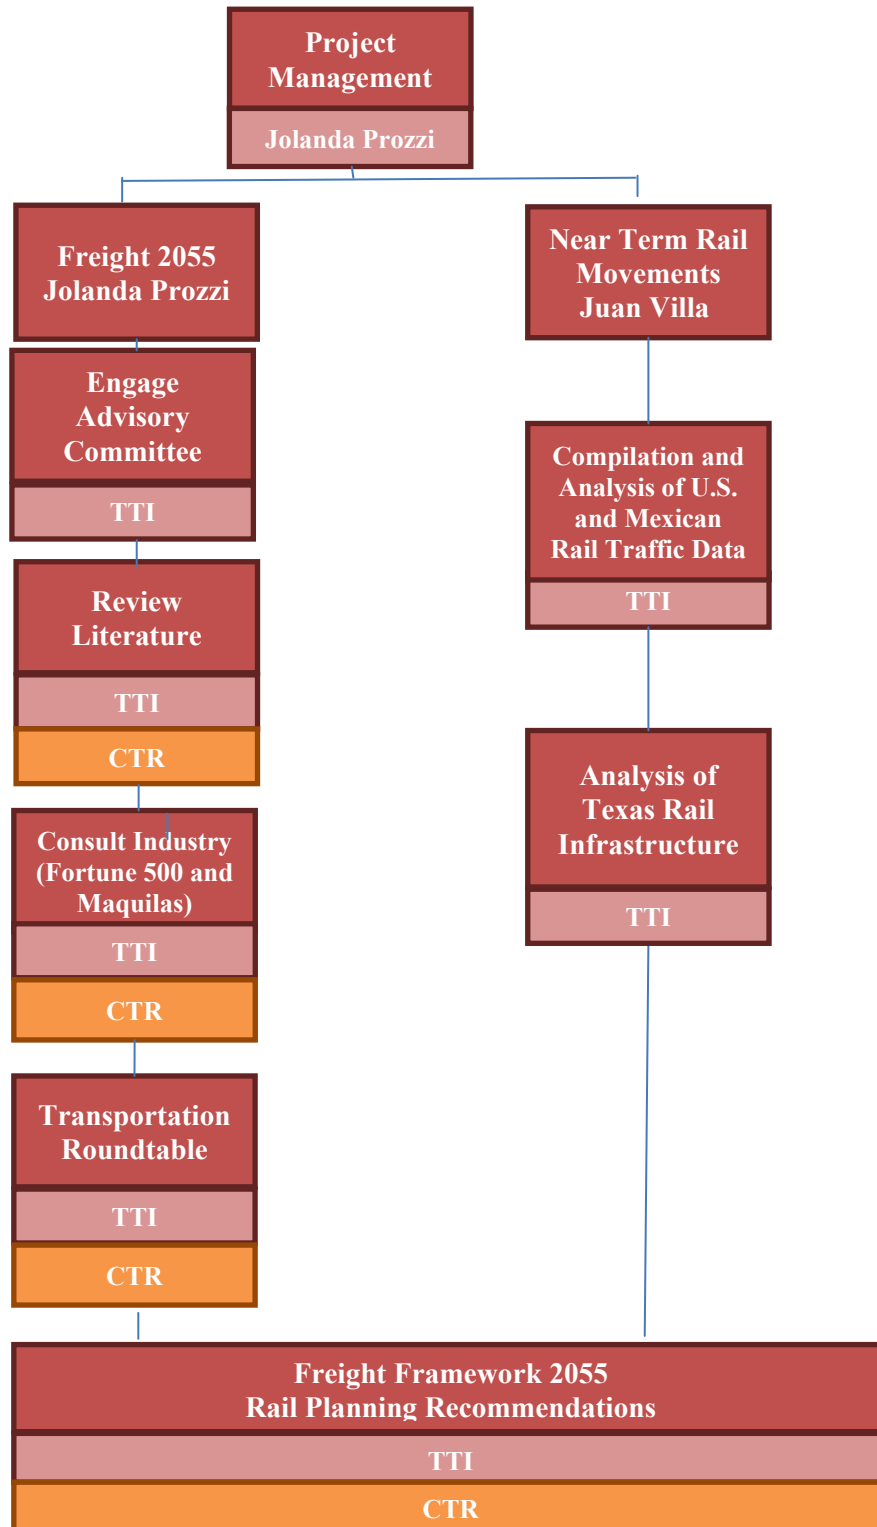 Project
Management
Jolanda Prozzi
Freight 2055
Jolanda Prozzi
Engage
Advisory
Committee
TTI
Review
Literature
TTI
CTR
Consult Industry
(Fortune 500 and
Maquilas)
TTI
CTR
Transportation
Roundtable
TTI
CTR
Near Term Rail
Movements
Juan Villa
Compilation and
Analysis of U.S.
and Mexican
Rail Traffic Data
TTI
Analysis of
Texas Rail
Infrastructure
TTI
Freight Framework 2055
Rail Planning Recommendations
TTI
CTR